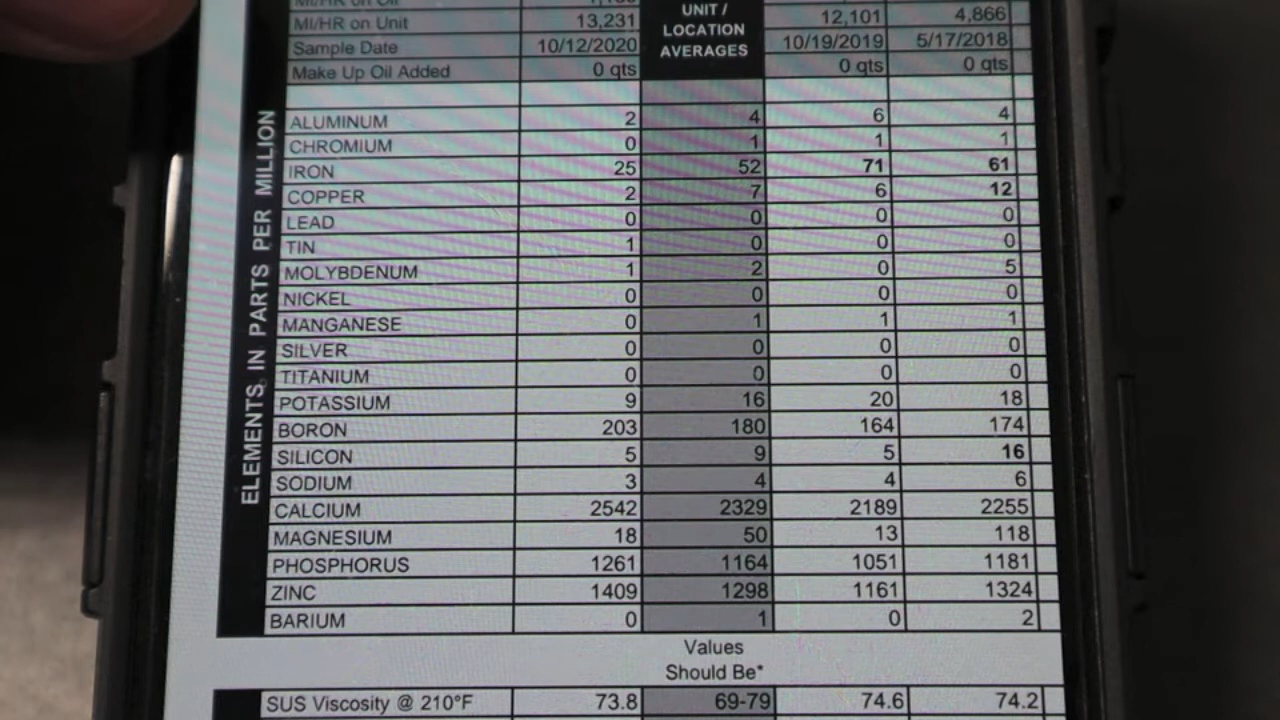 MI/HR on Oil
MI/HR on Unit 13,231 UNIT / 12,101 4,866
Sample Date 10/12/2020 LOCATION 10/19/2019 5/17/2018
Make Up Oil Added 0 qts AVERAGES 0 qts 0 qts
ELEMENTS IN PARTS PER MILLION
ALUMINUM 2 4 6 4
CHROMIUM 0 1 1 1
IRON 25 52 71 61
COPPER 2 7 6 12
LEAD 0 0 0 0
TIN 1 0 0 0
MOLYBDENUM 1 2 0 5
NICKEL 0 0 0 0
MANGANESE 0 1 1 1
SILVER 0 0 0 0
TITANIUM 0 0 0 0
POTASSIUM 9 16 20 18
BORON 203 180 164 174
SILICON 5 9 5 16
SODIUM 3 4 4 6
CALCIUM 2542 2329 2189 2255
MAGNESIUM 18 50 13 118
PHOSPHORUS 1261 1164 1051 1181
ZINC 1409 1298 1161 1324
BARIUM 0 1 0 2
Values
Should Be*
SUS Viscosity @ 210°F 73.8 69-79 74.6 74.2